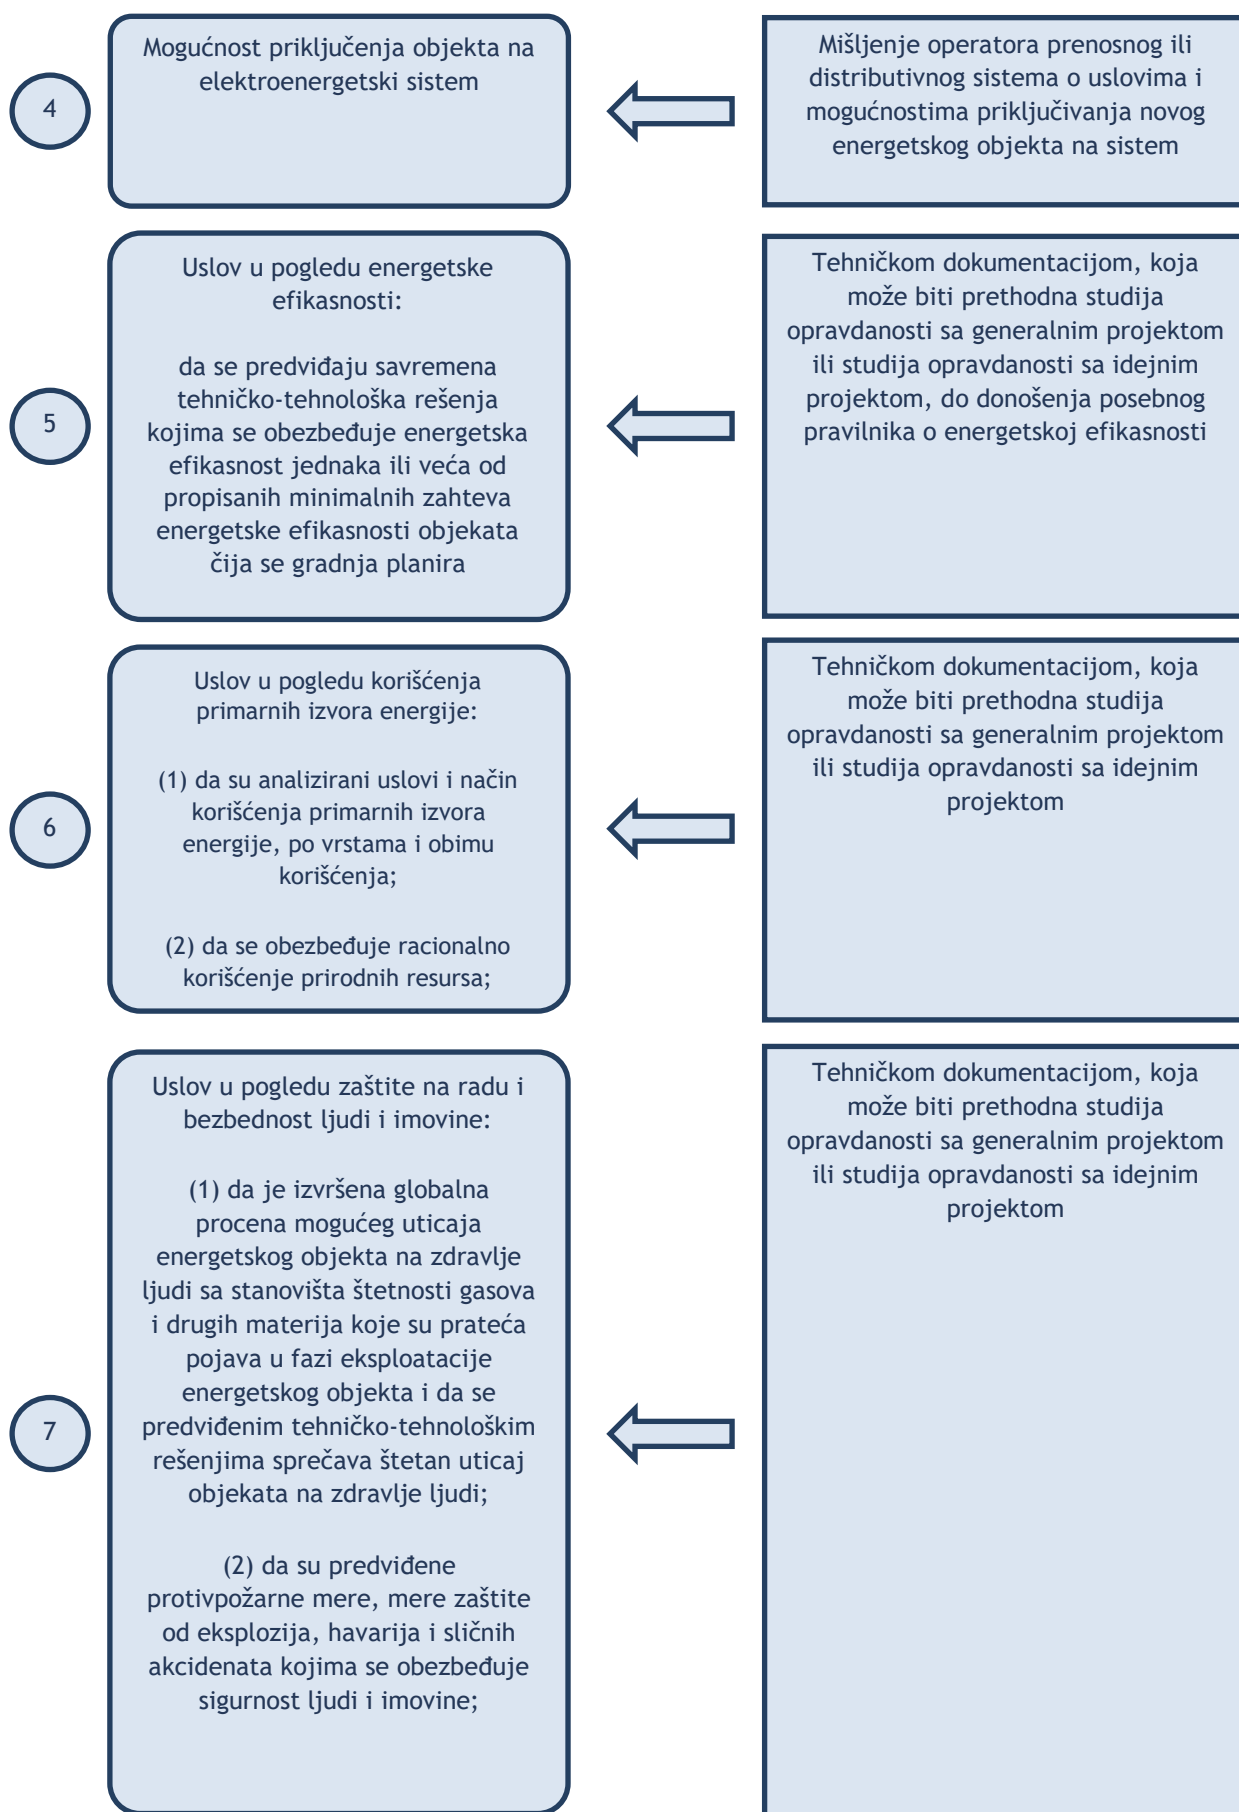 4
Mogućnost priključenja objekta na
elektroenergetski sistem
Mišljenje operatora prenosnog ili
distributivnog sistema o uslovima i
mogućnostima priključivanja novog
energetskog objekta na sistem
5
Uslov u pogledu energetske
efikasnosti:
da se predviđaju savremena
tehničko-tehnološka rešenja
kojima se obezbeđuje energetska
efikasnost jednaka ili veća od
propisanih minimalnih zahteva
energetske efikasnosti objekata
čija se gradnja planira
Tehničkom dokumentacijom, koja
može biti prethodna studija
opravdanosti sa generalnim projektom
ili studija opravdanosti sa idejnim
projektom, do donošenja posebnog
pravilnika o energetskoj efikasnosti
6
Uslov u pogledu korišćenja
primarnih izvora energije:
(1) da su analizirani uslovi i način
korišćenja primarnih izvora
energije, po vrstama i obimu
korišćenja;
(2) da se obezbeđuje racionalno
korišćenje prirodnih resursa;
Tehničkom dokumentacijom, koja
može biti prethodna studija
opravdanosti sa generalnim projektom
ili studija opravdanosti sa idejnim
projektom
7
Uslov u pogledu zaštite na radu i
bezbednost ljudi i imovine:
(1) da je izvršena globalna
procena mogućeg uticaja
energetskog objekta na zdravlje
ljudi sa stanovišta štetnosti gasova
i drugih materija koje su prateća
pojava u fazi eksploatacije
energetskog objekta i da se
predviđenim tehničko-tehnološkim
rešenjima sprečava štetan uticaj
objekata na zdravlje ljudi;
(2) da su predviđene
protivpožarne mere, mere zaštite
od eksplozija, havarija i sličnih
akcidenata kojima se obezbeđuje
sigurnost ljudi i imovine;
Tehničkom dokumentacijom, koja
može biti prethodna studija
opravdanosti sa generalnim projektom
ili studija opravdanosti sa idejnim
projektom